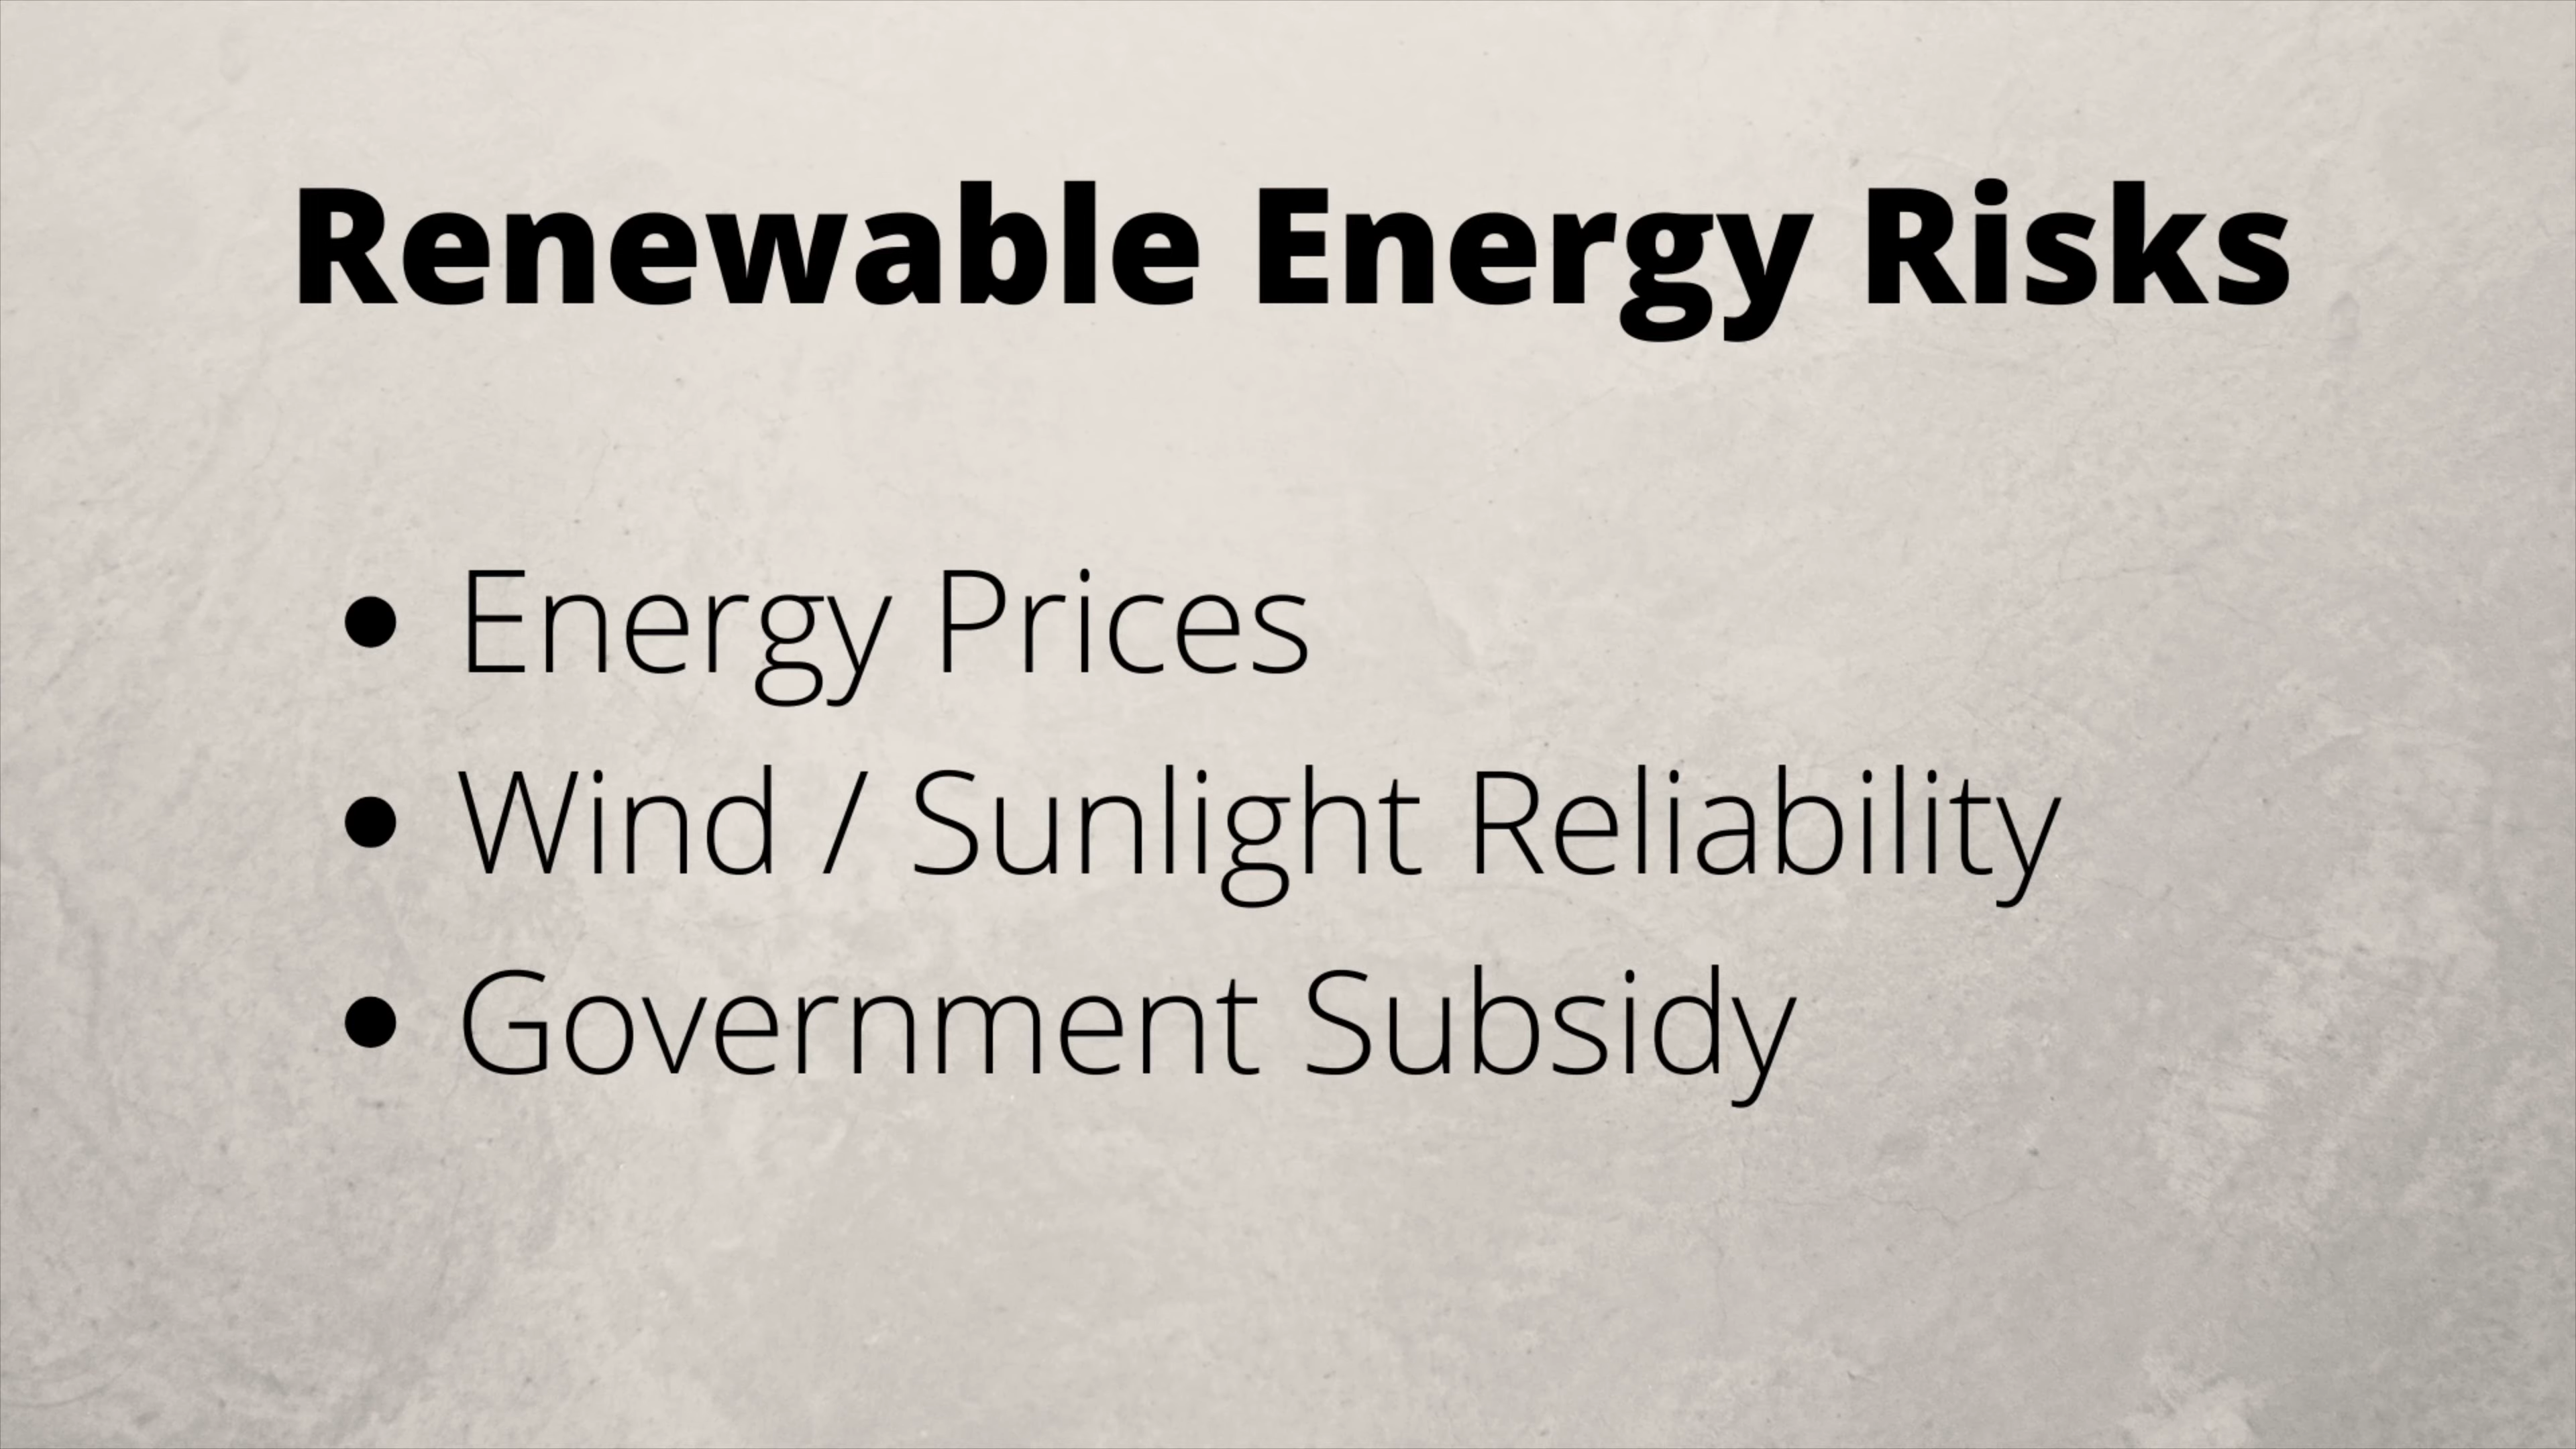 Renewable Energy Risks
• Energy Prices
• Wind / Sunlight Reliability
• Government Subsidy